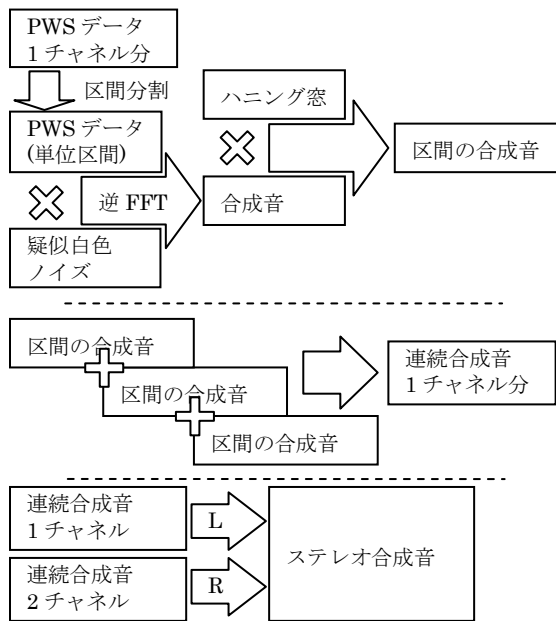 PWS データ
1 チャネル分
区間分割
ハニング窓
PWS データ
(単位区間)
区間の合成音
逆 FFT
合成音
疑似白色
ノイズ
区間の合成音
区間の合成音
区間の合成音
連続合成音
1 チャネル分
連続合成音
1 チャネル
L
連続合成音
2 チャネル
R
ステレオ合成音